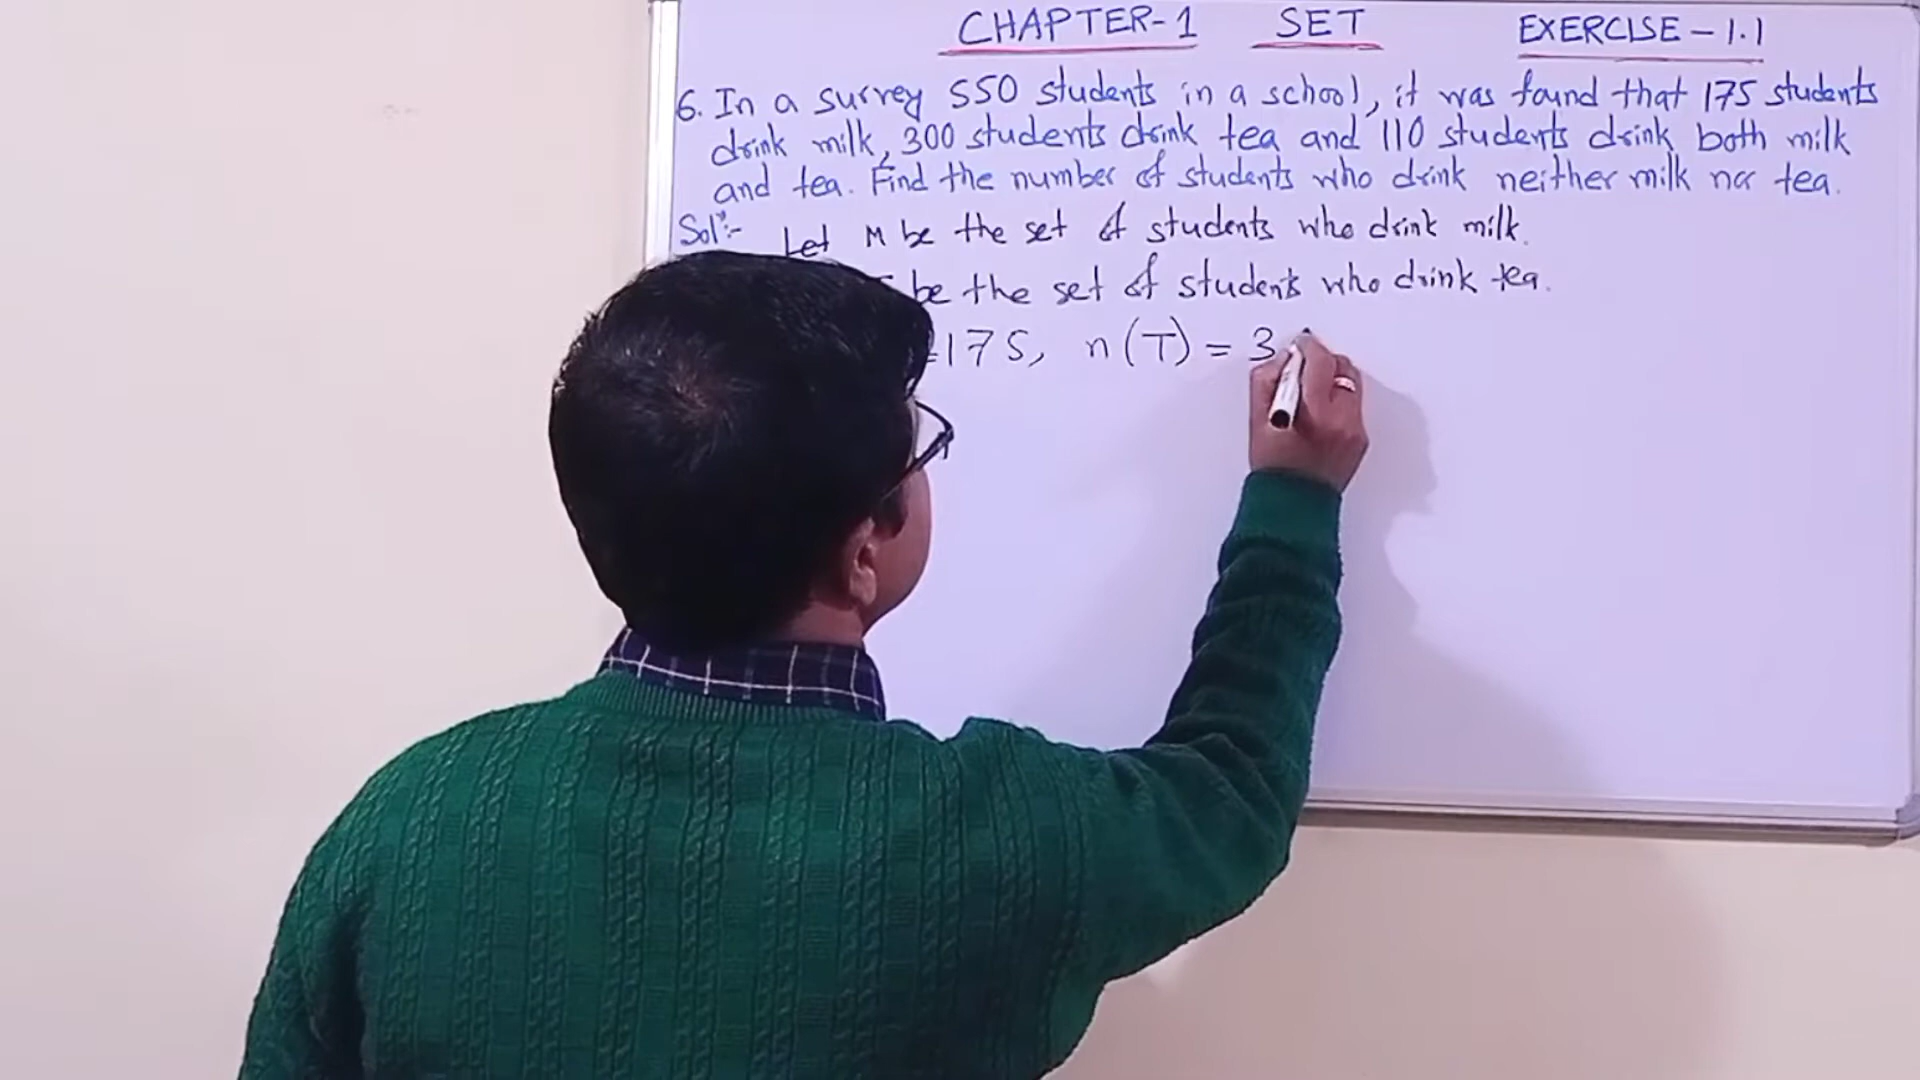 CHAPTER-1 SET EXERCISE-1.1
6. In a survey 550 students in a school, it was found that 175 students
drink milk, 300 students drink tea and 110 students drink both milk
and tea. Find the number of students who drink neither milk nor tea.
Solⁿ:- Let M be the set of students who drink milk.
be the set of students who drink tea.
=175, n(T) = 3